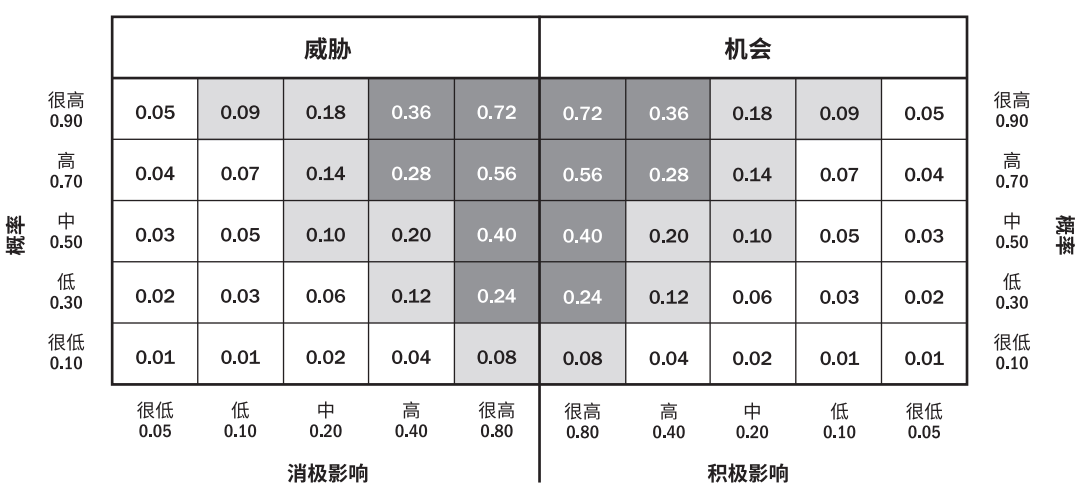 威胁 机会
很高 很高
0.90 0.05 0.09 0.18 0.36 0.72 0.72 0.36 0.18 0.09 0.05 0.90
高 高
0.70 0.04 0.07 0.14 0.28 0.56 0.56 0.28 0.14 0.07 0.04 0.70
概率 中 中 概率
0.50 0.03 0.05 0.10 0.20 0.40 0.40 0.20 0.10 0.05 0.03 0.50
低 低
0.30 0.02 0.03 0.06 0.12 0.24 0.24 0.12 0.06 0.03 0.02 0.30
很低 很低
0.10 0.01 0.01 0.02 0.04 0.08 0.08 0.04 0.02 0.01 0.01 0.10
很低 低 中 高 很高 很高 高 中 低 很低
0.05 0.10 0.20 0.40 0.80 0.80 0.40 0.20 0.10 0.05
消极影响 积极影响